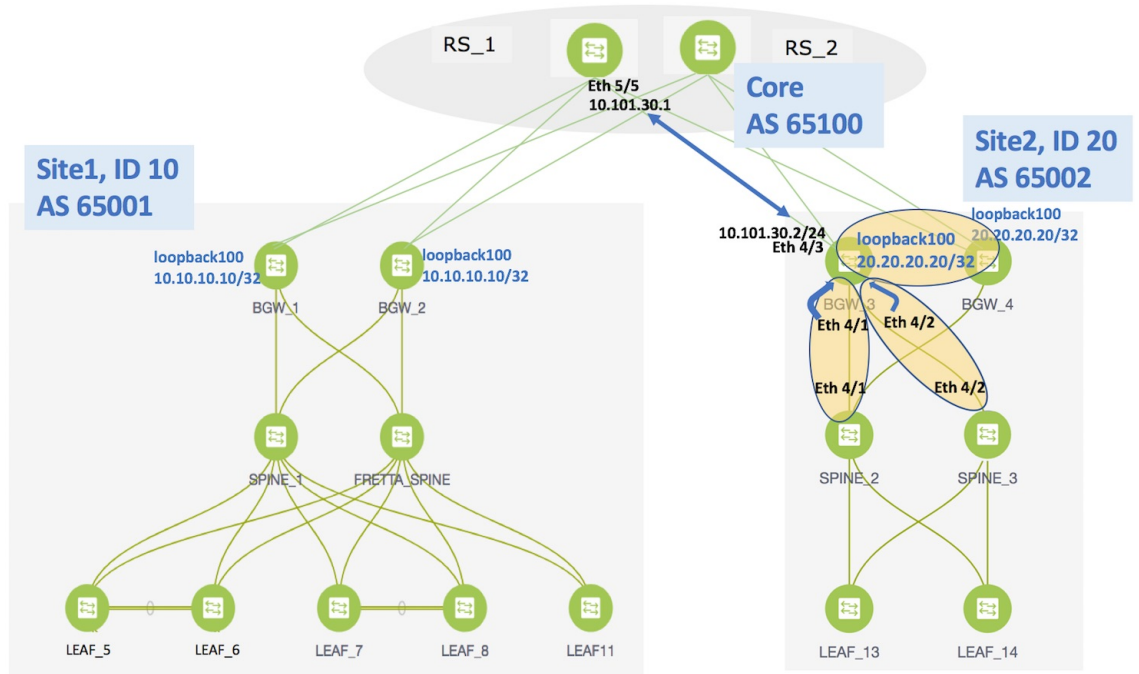 RS_1
RS_2
Eth 5/5
10.101.30.1
Core
AS 65100
Site1, ID 10
AS 65001
Site2, ID 20
AS 65002
loopback100
20.20.20.20/32
10.101.30.2/24
Eth 4/3
loopback100
20.20.20.20/32
loopback100
10.10.10.10/32
loopback100
10.10.10.10/32
BGW_1
BGW_2
BGW_3
BGW_4
Eth 4/1
Eth 4/2
Eth 4/1
Eth 4/2
SPINE_1
FRETTA_SPINE
SPINE_2
SPINE_3
0
0
LEAF_5
LEAF_6
LEAF_7
LEAF_8
LEAF11
LEAF_13
LEAF_14